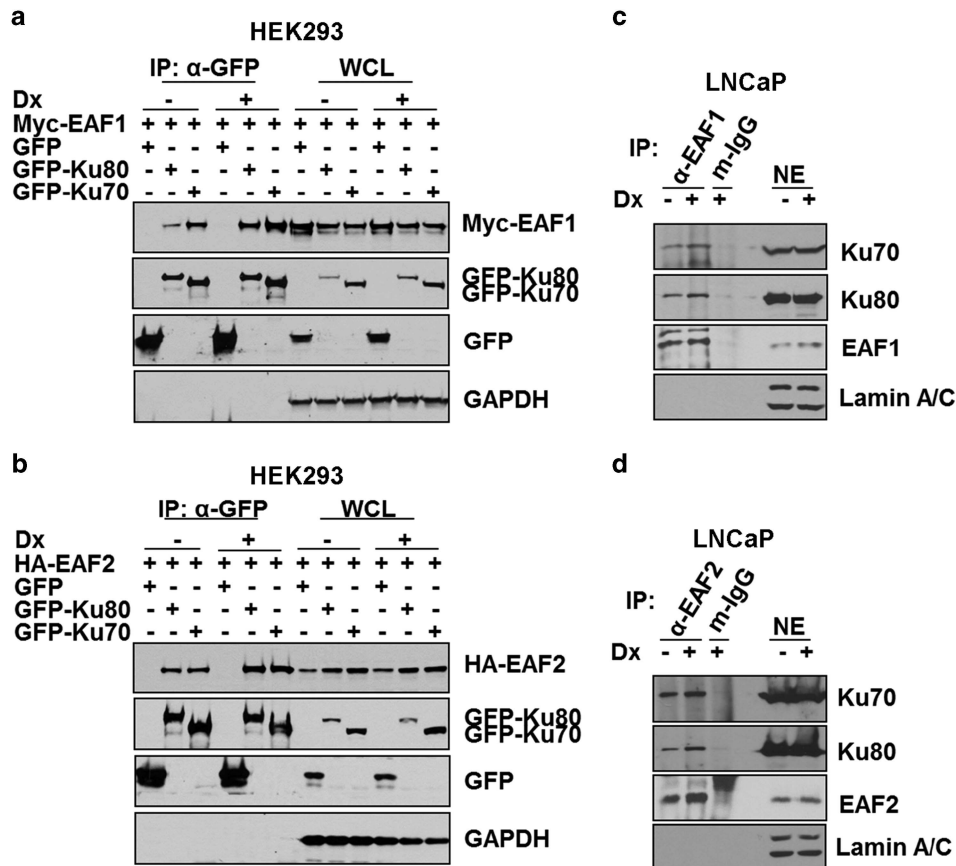 a
HEK293
IP: α-GFP WCL
Dx - + - +
Myc-EAF1 + + + + + + + + + + + +
GFP + - - + - - + - - + - -
GFP-Ku80 - + - - + - - + - - + -
GFP-Ku70 - - + - - + - - + - - +
Myc-EAF1
GFP-Ku80
GFP-Ku70
GFP
GAPDH
b
HEK293
IP: α-GFP WCL
Dx - + - +
HA-EAF2 + + + + + + + + + + + +
GFP + - - + - - + - - + - -
GFP-Ku80 - + - - + - - + - - + -
GFP-Ku70 - - + - - + - - + - - +
HA-EAF2
GFP-Ku80
GFP-Ku70
GFP
GAPDH
c
LNCaP
IP: α-EAF1 m-IgG NE
Dx - + + - +
Ku70
Ku80
EAF1
Lamin A/C
d
LNCaP
IP: α-EAF2 m-IgG NE
Dx - + + - +
Ku70
Ku80
EAF2
Lamin A/C